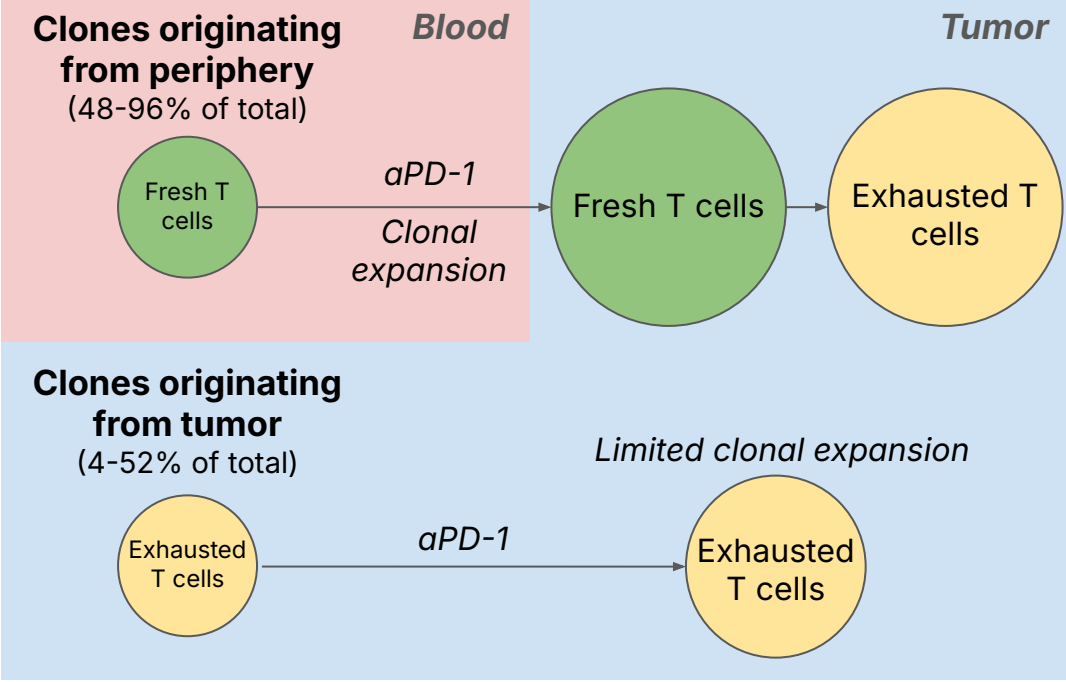 Clones originating
from periphery
(48-96% of total)
Blood
Tumor
Fresh T
cells
aPD-1
Clonal
expansion
Fresh T cells
Exhausted T
cells
Clones originating
from tumor
(4-52% of total)
Exhausted
T cells
aPD-1
Limited clonal expansion
Exhausted
T cells